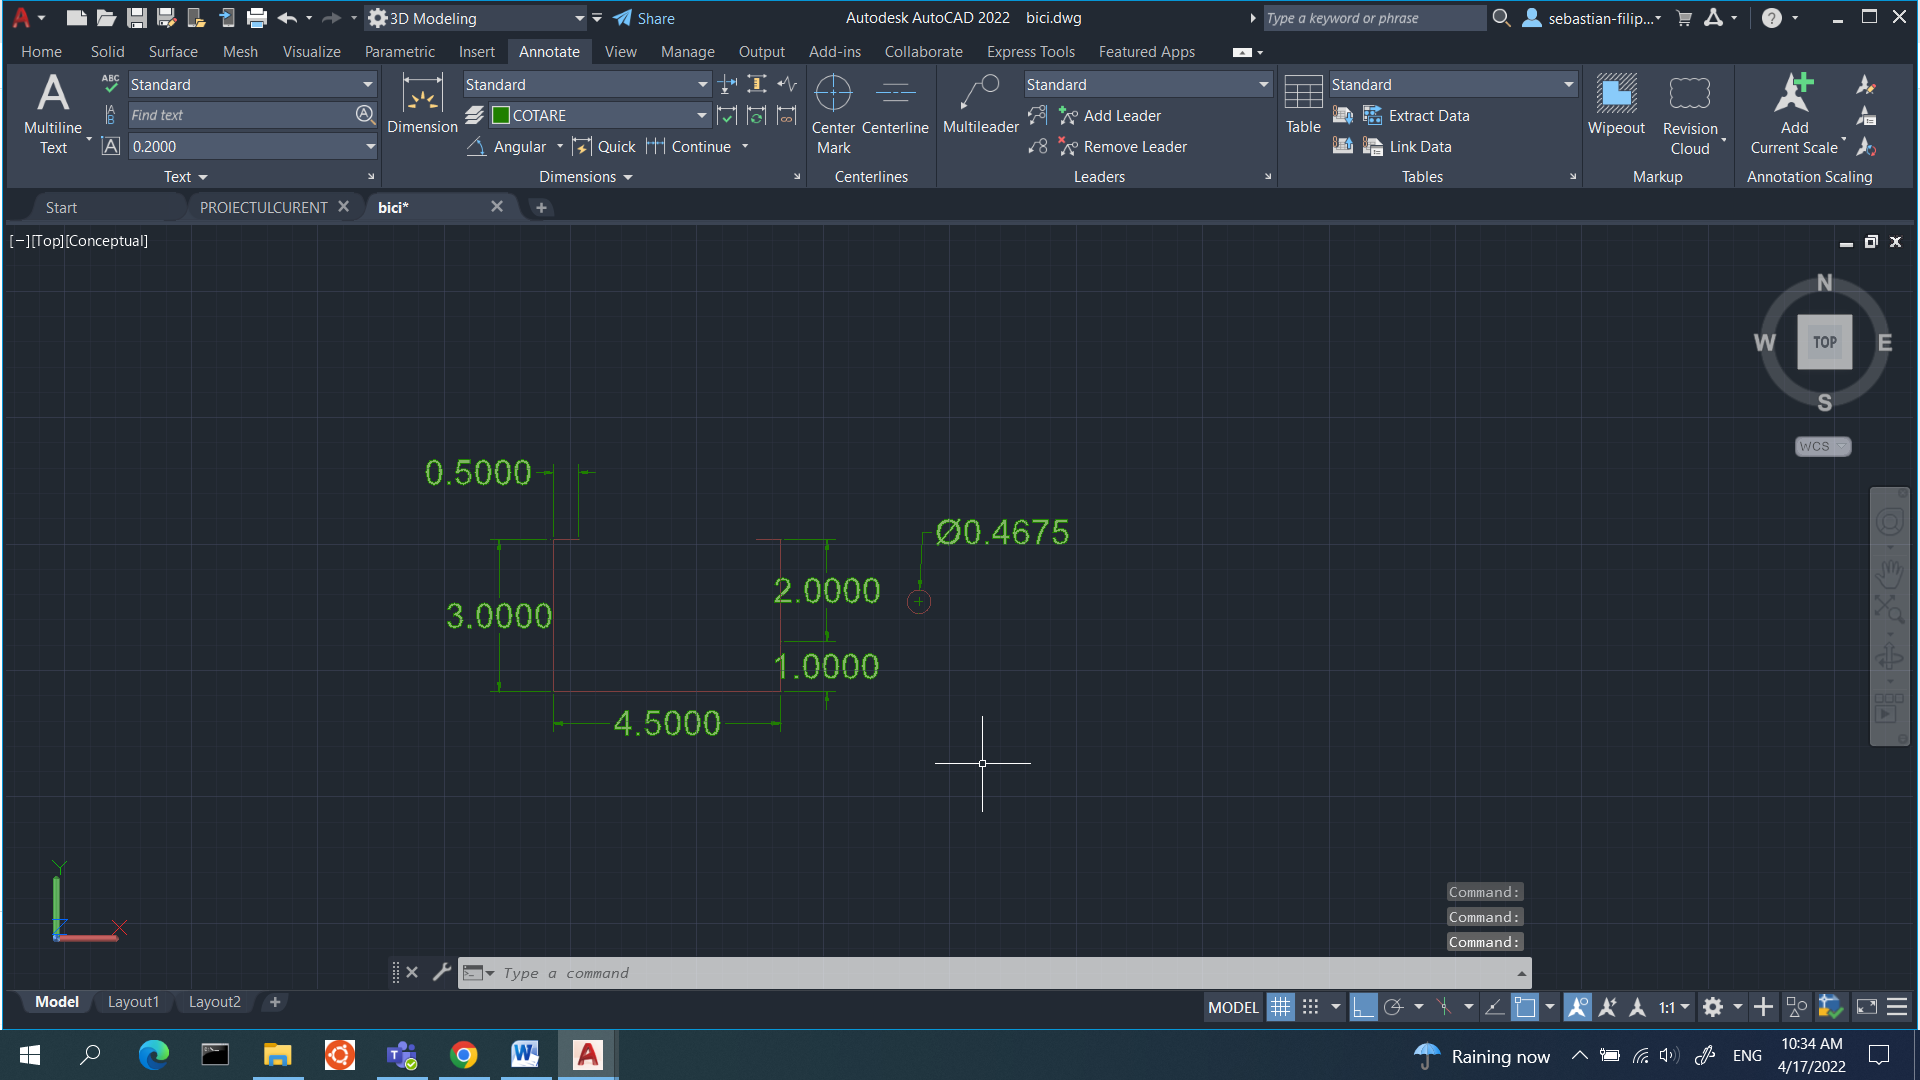 3D Modeling
Share
Autodesk AutoCAD 2022 bici.dwg
Type a keyword or phrase
sebastian-filip...
Home Solid Surface Mesh Visualize Parametric Insert Annotate View Manage Output Add-ins Collaborate Express Tools Featured Apps
Multiline
Text
ABC
Standard
Find text
0.2000
Text
Dimension
Standard
COTARE
Angular Quick Continue
Dimensions
Center
Mark
Centerline
Centerlines
Multileader
Standard
Add Leader
Remove Leader
Leaders
Table
Standard
Extract Data
Link Data
Tables
Wipeout
Revision
Cloud
Markup
Add
Current Scale
Annotation Scaling
Start PROIECTULCURENT bici*
[−][Top][Conceptual]
N
W TOP E
S
WCS
0.5000
Ø0.4675
2.0000
3.0000
1.0000
4.5000
Y
Z
X
Command:
Command:
Command:
Type a command
Model Layout1 Layout2
MODEL
1:1
Raining now
ENG
10:34 AM
4/17/2022